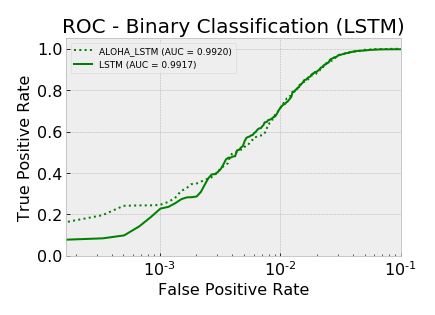 ROC - Binary Classification (LSTM)
ALOHA_LSTM (AUC = 0.9920)
LSTM (AUC = 0.9917)
1.0
0.8
0.6
0.4
0.2
0.0
True Positive Rate
10⁻³ 10⁻² 10⁻¹
False Positive Rate